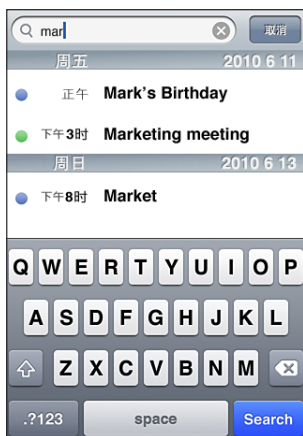 mar
取消
周五 2010 6 11
正午 Mark's Birthday
下午3时 Marketing meeting
周日 2010 6 13
下午8时 Market
Q W E R T Y U I O P
A S D F G H J K L
Z X C V B N M
.?123 space Search